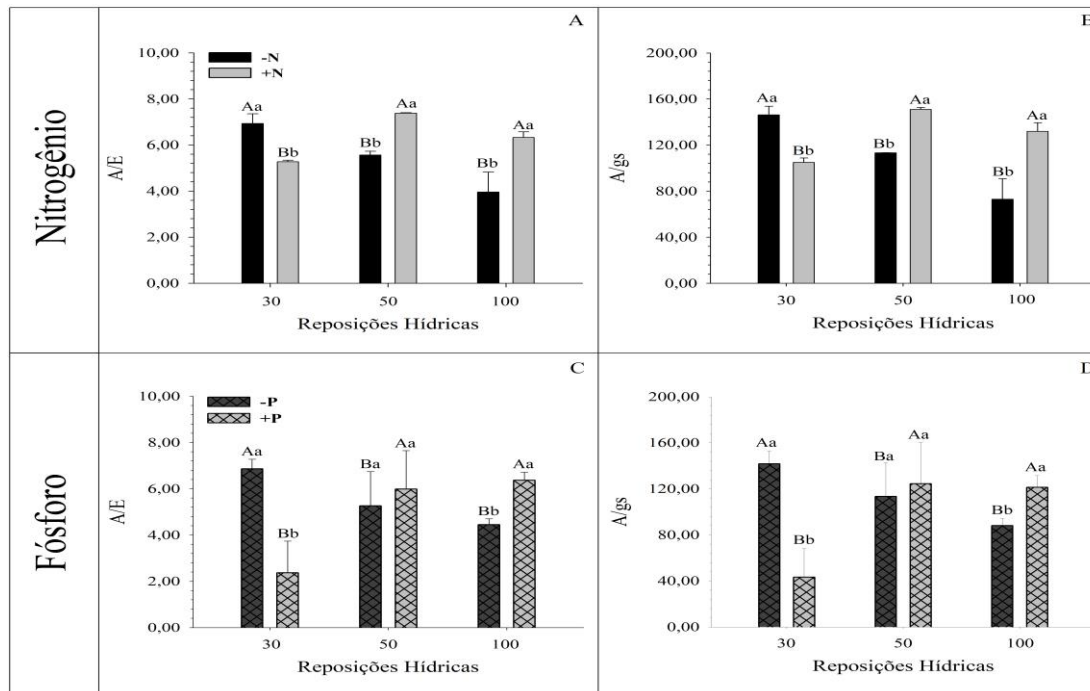 Nitrogênio
A
10,00
8,00
6,00
4,00
2,00
0,00
A/E
-N
+N
Aa
Bb
Bb
Aa
Bb
Aa
30
50
100
Reposições Hídricas
B
200,00
160,00
120,00
80,00
40,00
0,00
A/gs
Aa
Bb
Bb
Aa
Bb
Aa
30
50
100
Reposições Hídricas
Fósforo
C
10,00
8,00
6,00
4,00
2,00
0,00
A/E
-P
+P
Aa
Bb
Ba
Aa
Bb
Aa
30
50
100
Reposições Hídricas
D
200,00
160,00
120,00
80,00
40,00
0,00
A/gs
Aa
Bb
Ba
Aa
Bb
Aa
30
50
100
Reposições Hídricas